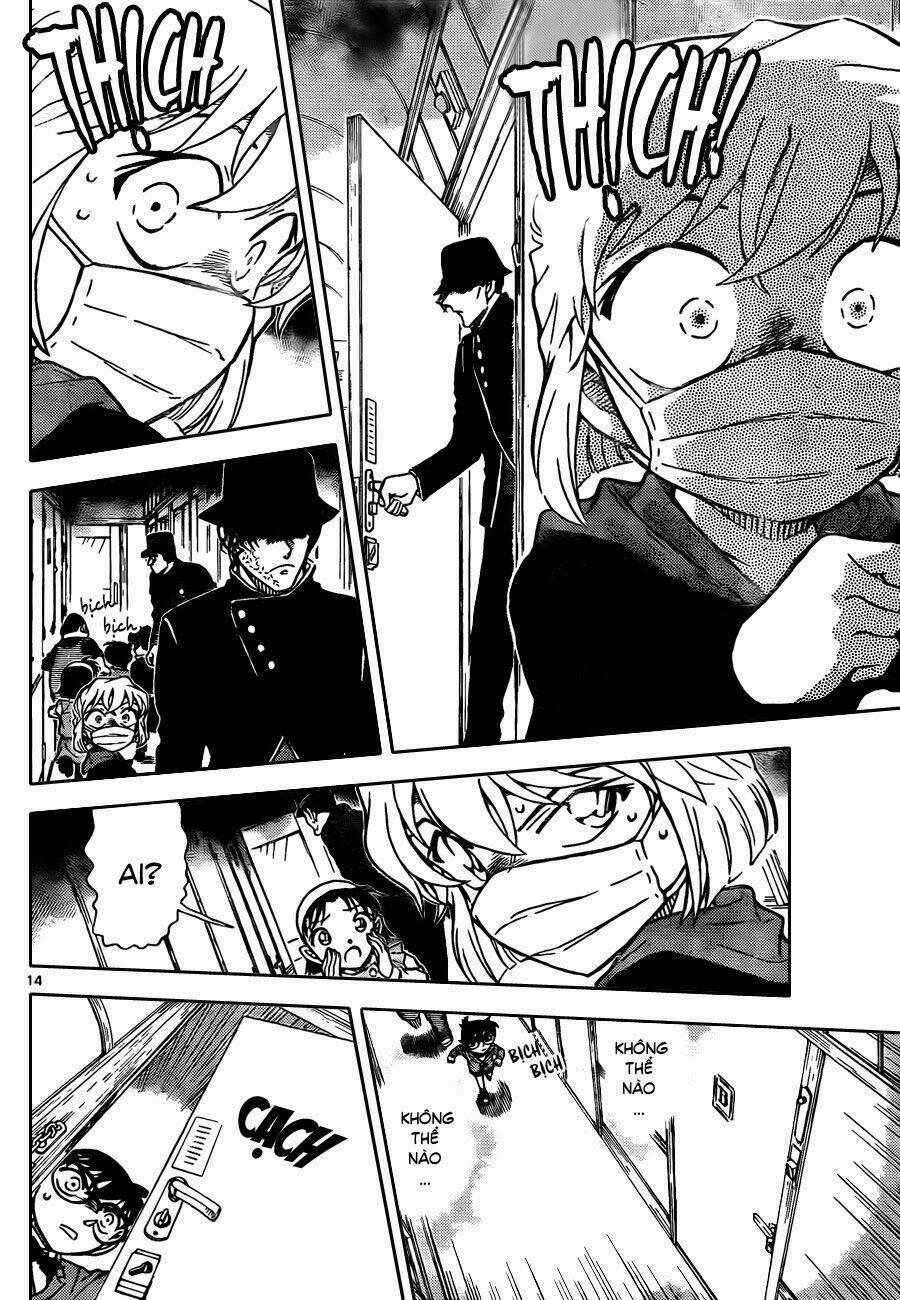 THỊCH!
THỊCH
bịch
bịch
AI?
14
KHÔNG
THỂ
NÀO
...
BỊCH
BỊCH
KHÔNG
THỂ
NÀO
...
B
CẠCH